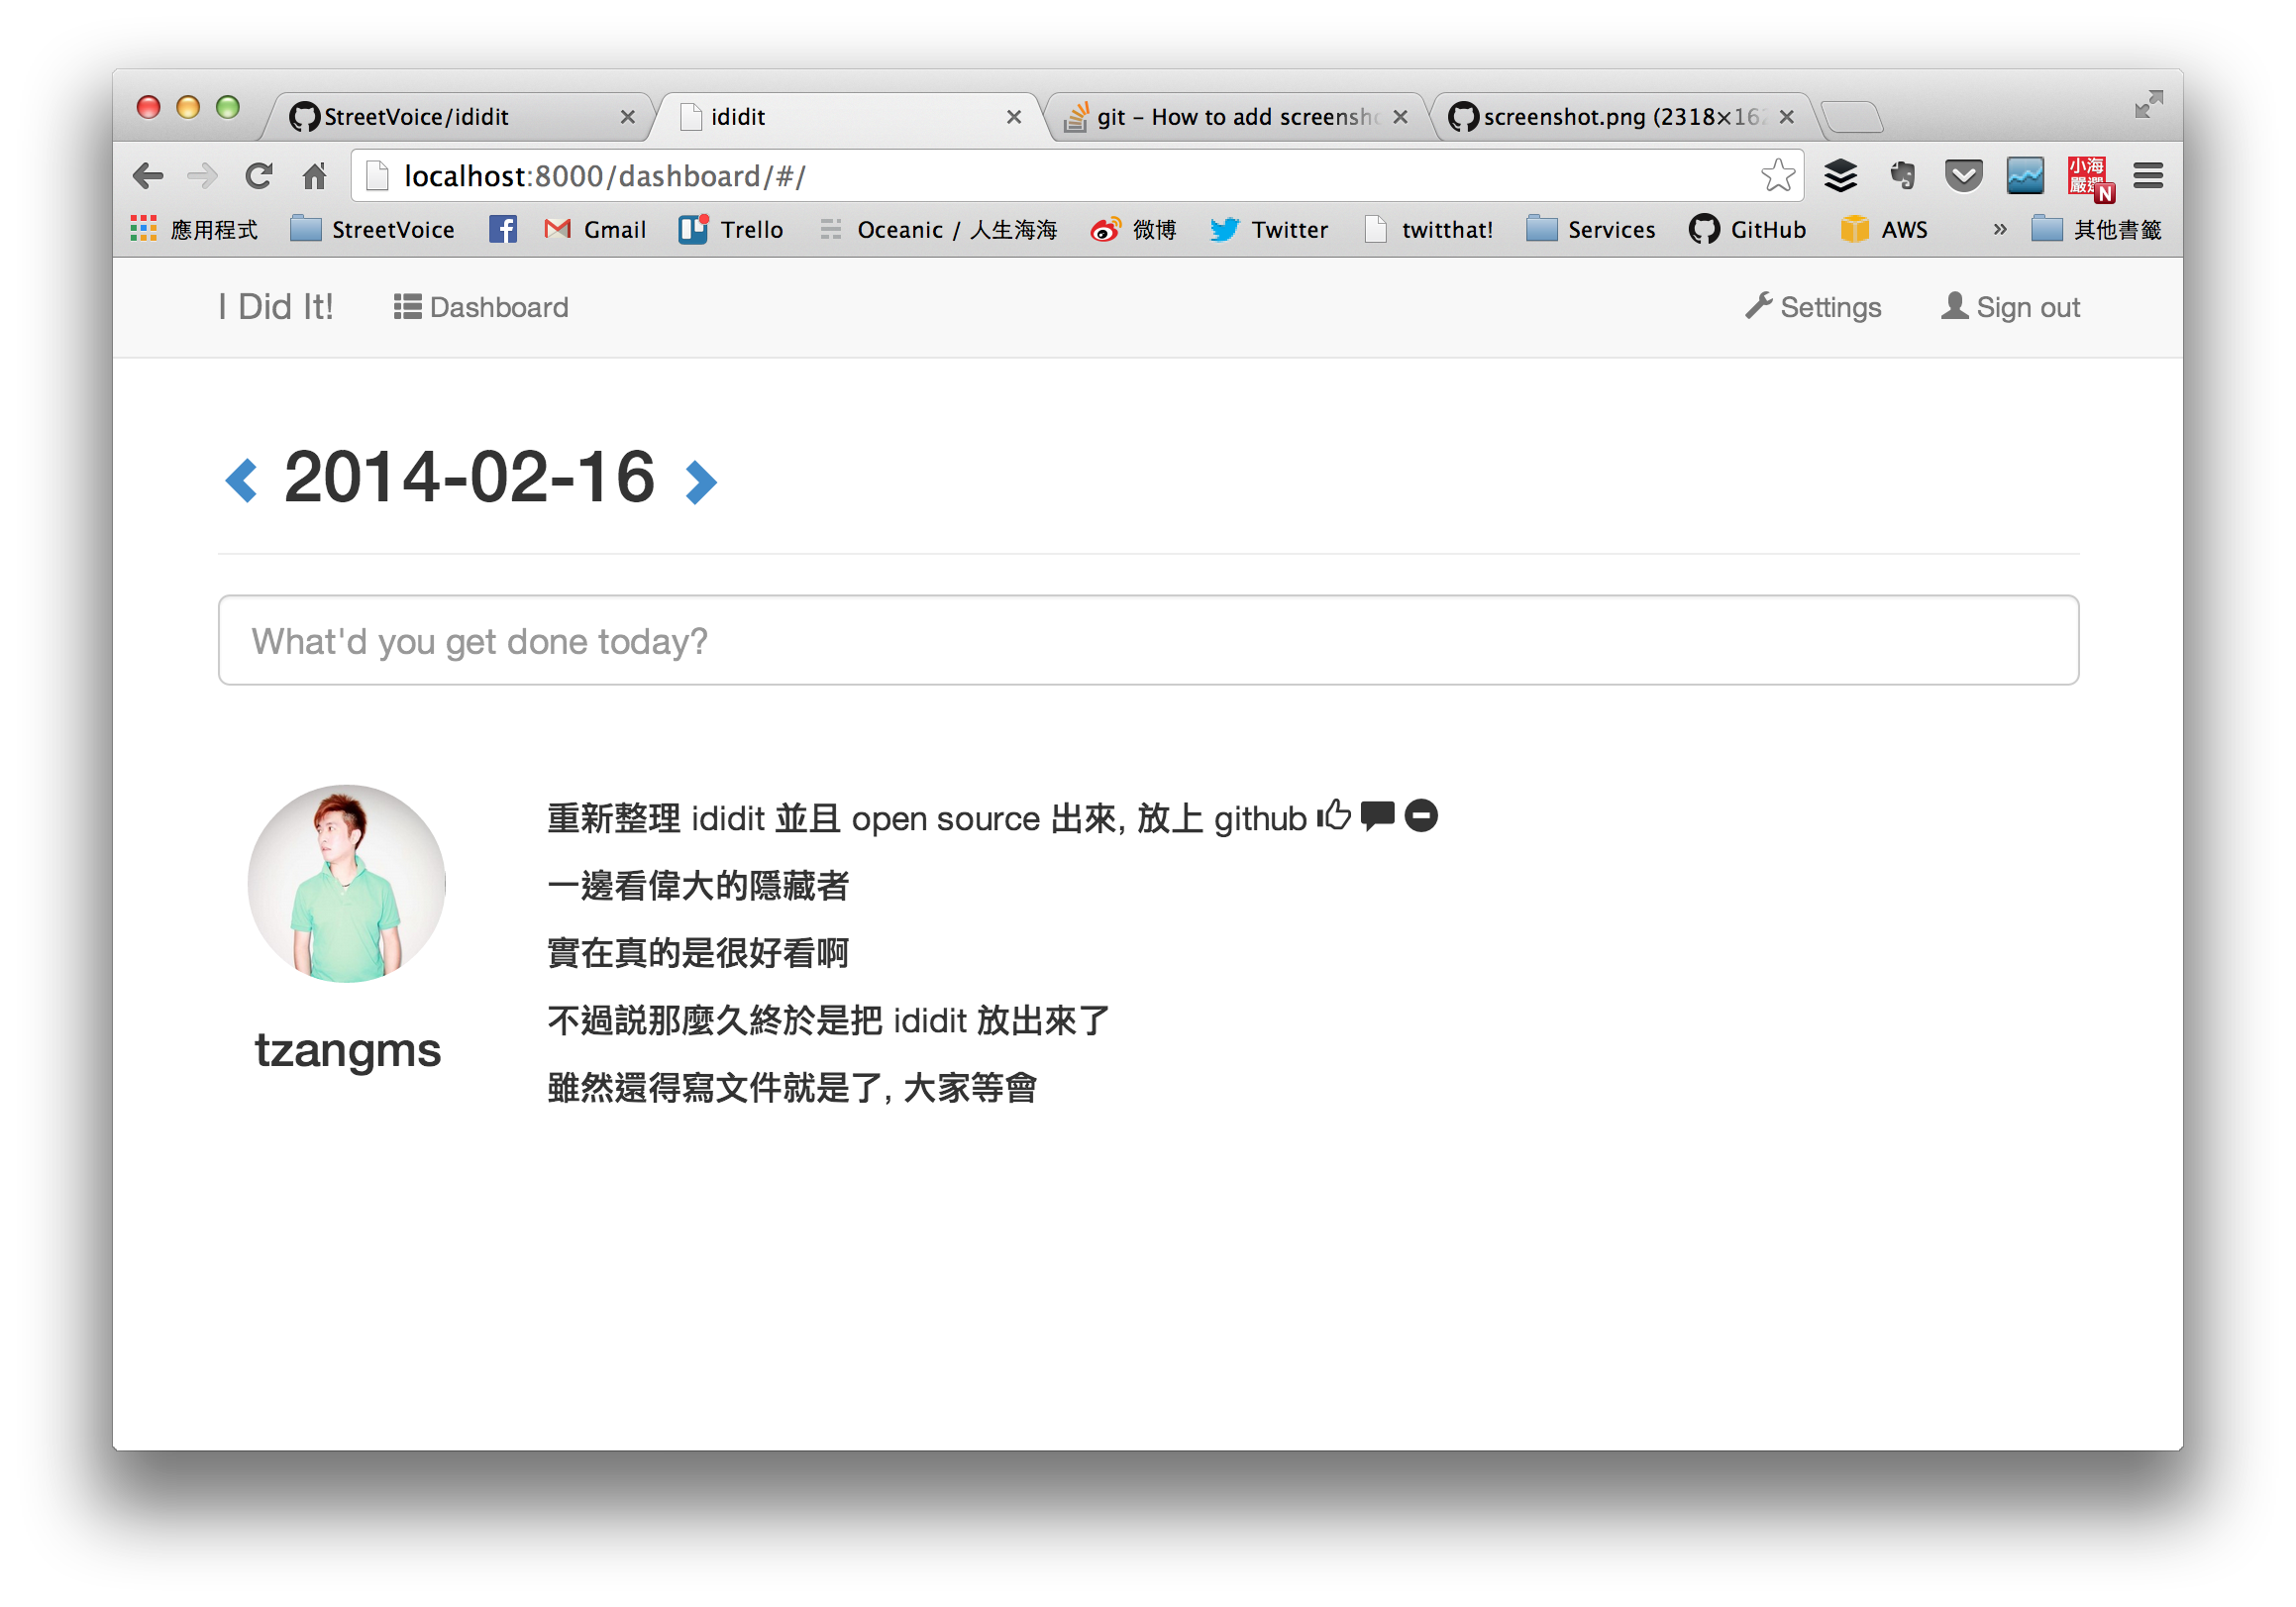 StreetVoice/ididit
ididit
git - How to add screensh
screenshot.png (2318×162
localhost:8000/dashboard/#/
小海
嚴選
N
應用程式 StreetVoice Gmail Trello Oceanic / 人生海海 微博 Twitter twitthat! Services GitHub AWS » 其他書籤
I Did It! Dashboard Settings Sign out
2014-02-16
What'd you get done today?
重新整理 ididit 並且 open source 出來, 放上 github
一邊看偉大的隱藏者
實在真的是很好看啊
不過説那麼久終於是把 ididit 放出來了
雖然還得寫文件就是了, 大家等會
tzangms